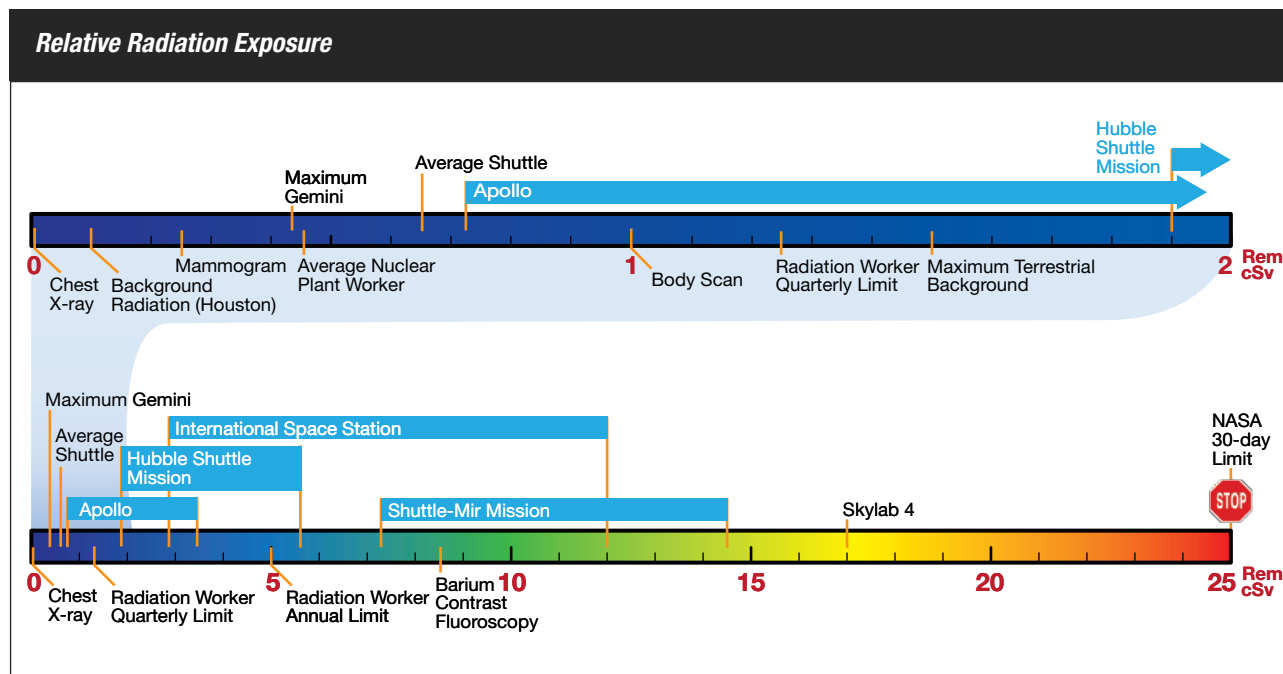 Relative Radiation Exposure
Hubble
Shuttle
Mission
Average Shuttle
Maximum
Gemini
Apollo
0
1
2
Rem
cSv
Chest
X-ray
Background
Radiation (Houston)
Mammogram
Average Nuclear
Plant Worker
Body Scan
Radiation Worker
Quarterly Limit
Maximum Terrestrial
Background
Maximum Gemini
Average
Shuttle
International Space Station
Hubble Shuttle
Mission
Apollo
Shuttle-Mir Mission
Skylab 4
NASA
30-day
Limit
STOP
0
5
10
15
20
25
Rem
cSv
Chest
X-ray
Radiation Worker
Quarterly Limit
Radiation Worker
Annual Limit
Barium
Contrast
Fluoroscopy